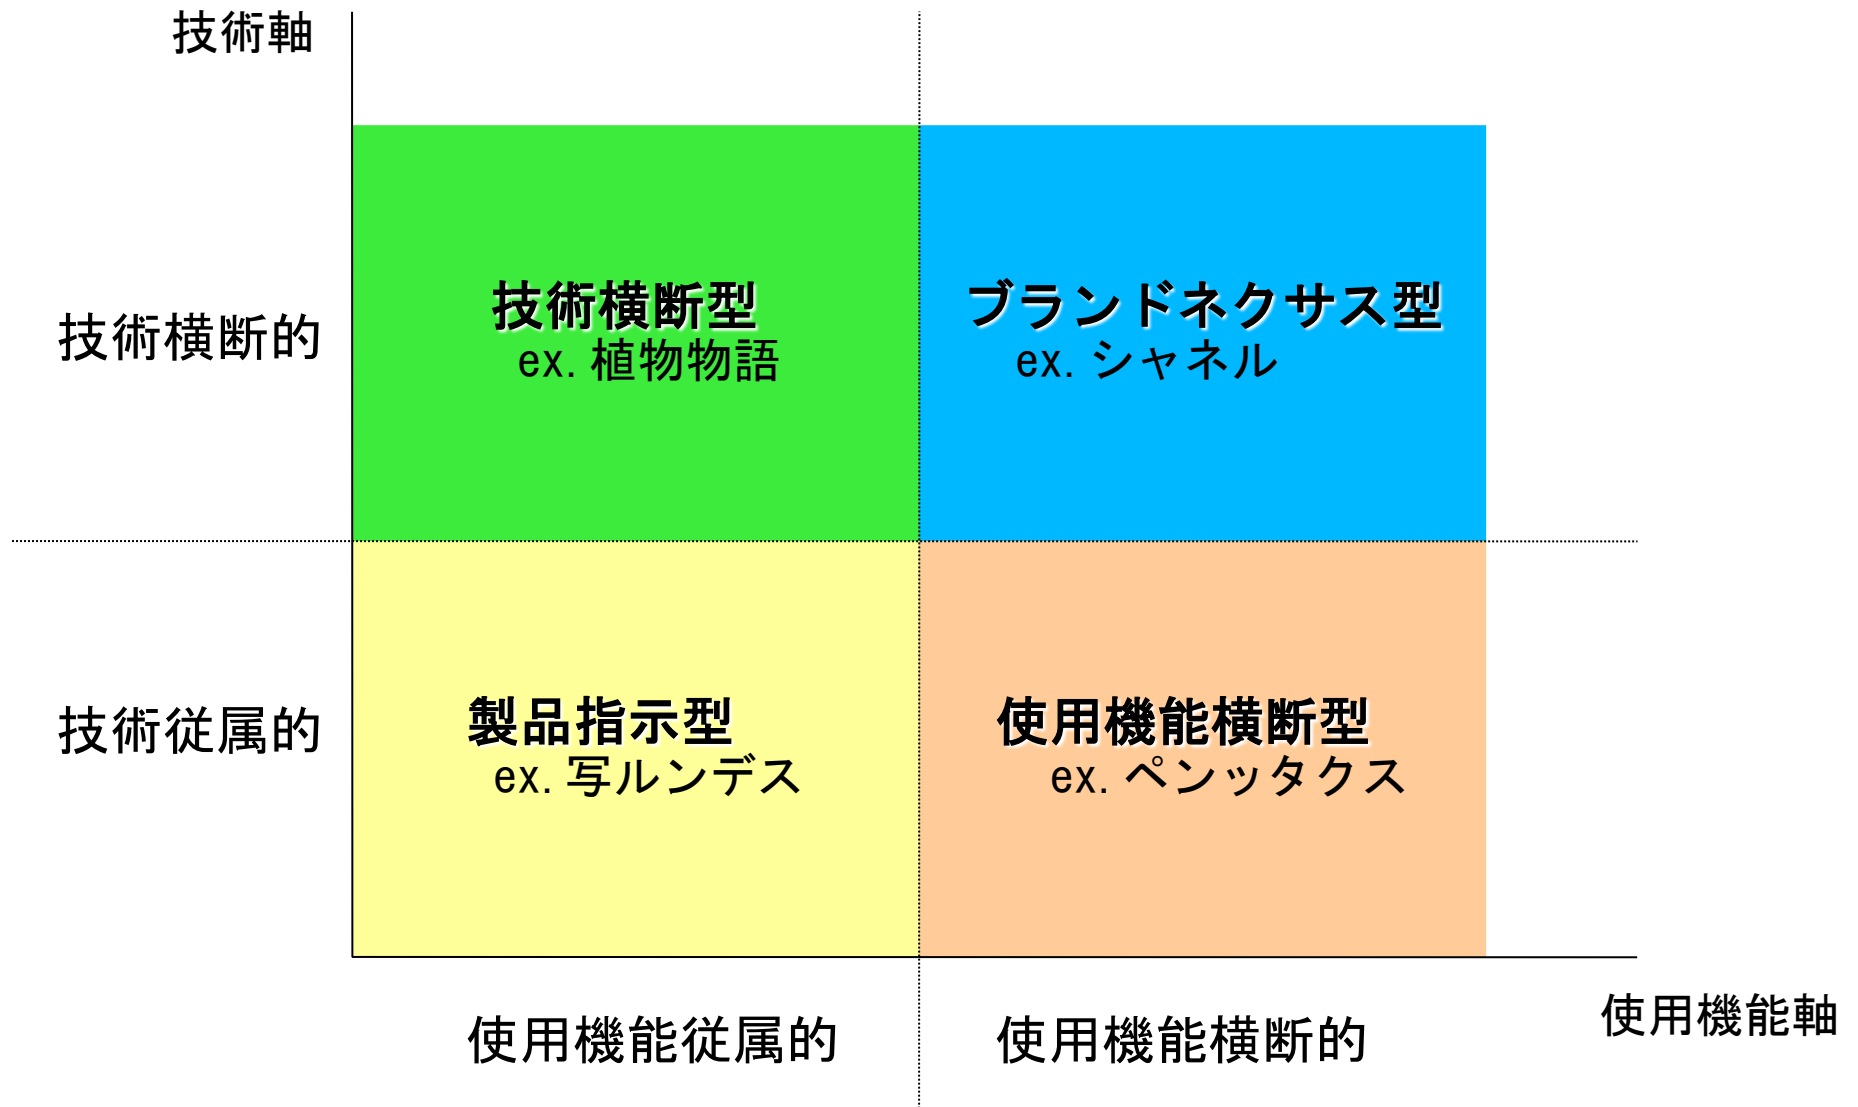 技術軸
技術横断型
ブランドネクサス型
技術横断的
ex. 植物物語
ex. シャネル
製品指示型
使用機能横断型
技術従属的
ex. 写ルンデス
ex. ペンッタクス
使用機能軸
使用機能従属的
使用機能横断的